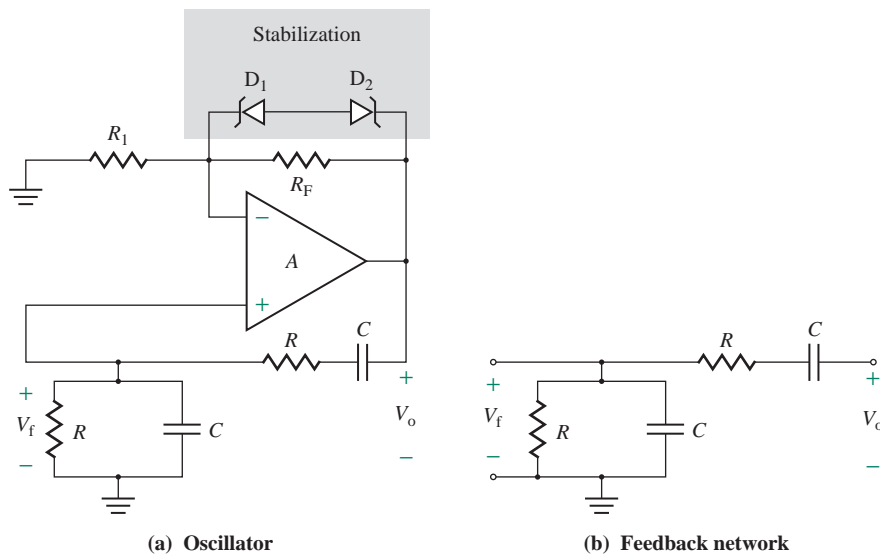 Stabilization
D1 D2
R1
RF
−
A
+
R C
+ +
Vf R C Vo
− −
(a) Oscillator
R C
+ +
Vf R C Vo
− −
(b) Feedback network